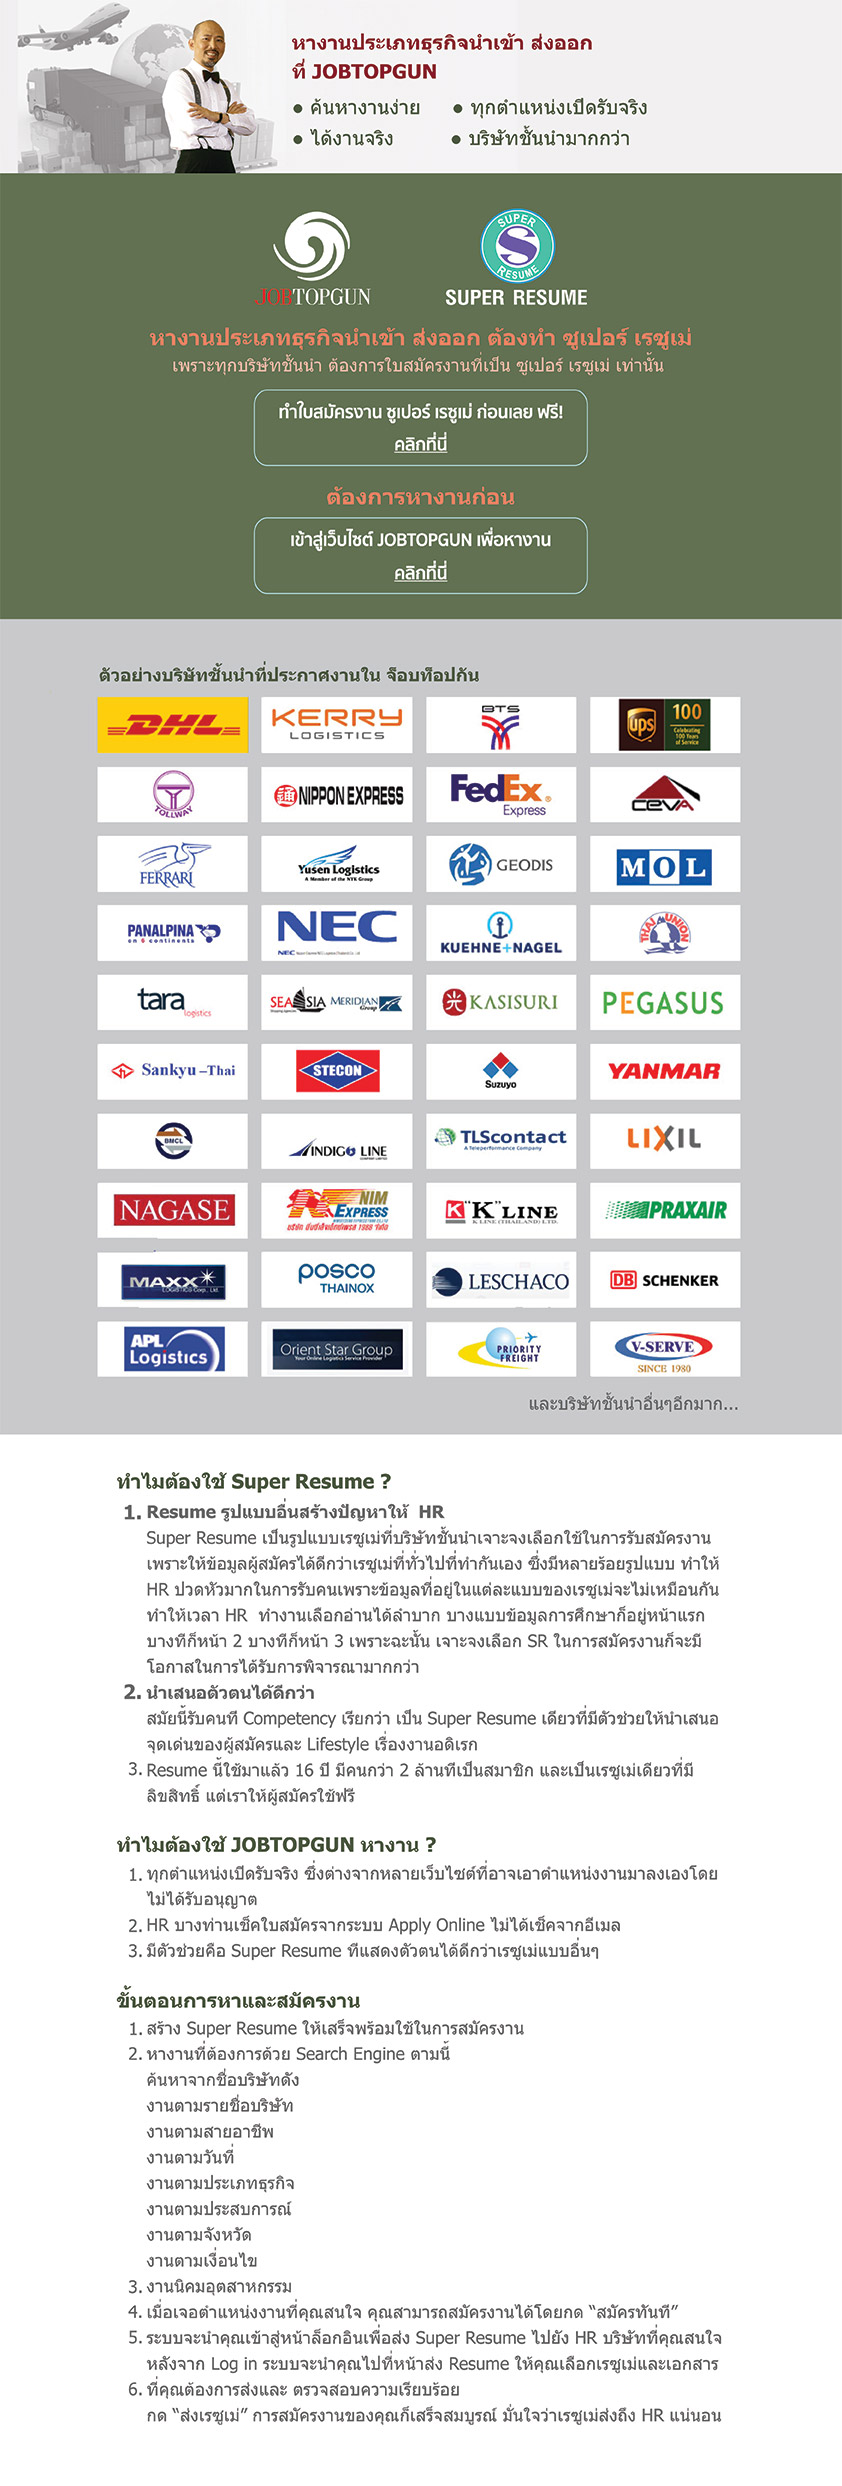 หางานประเภทธุรกิจนำเข้า ส่งออก
ที่ JOBTOPGUN
● ค้นหางานง่าย ● ทุกตำแหน่งเปิดรับจริง
● ได้งานจริง ● บริษัทชั้นนำมากกว่า
SUPER
S
RESUME
JOBTOPGUN SUPER RESUME
หางานประเภทธุรกิจนำเข้า ส่งออก ต้องทำ ซูเปอร์ เรซูเม่
เพราะทุกบริษัทชั้นนำ ต้องการใบสมัครงานที่เป็น ซูเปอร์ เรซูเม่ เท่านั้น
ทำใบสมัครงาน ซูเปอร์ เรซูเม่ ก่อนเลย ฟรี!
คลิกที่นี่
ต้องการหางานก่อน
เข้าสู่เว็บไซต์ JOBTOPGUN เพื่อหางาน
คลิกที่นี่
ตัวอย่างบริษัทชั้นนำที่ประกาศงานใน จ็อบท็อปกัน
DHL
KERRY
LOGISTICS
BTS
ups 100
Celebrating
100 Years
of Service
TOLLWAY
通 NIPPON EXPRESS
FedEx®
Express
CEVA
FERRARI
Yusen Logistics
A Member of the NYK Group
GEODIS
MOL
PANALPINA
on 6 continents
NEC
NEC
KUEHNE+NAGEL
THAI UNION
tara
logistics
SEA ASIA MERIDIAN
Shipping Agencies Group
光 KASISURI
PEGASUS
Sankyu-Thai
STECON
Suzuyo
YANMAR
BMCL
INDIGO LINE
COMPANY LIMITED
TLScontact
A Teleperformance Company
LIXIL
NAGASE
NIM
EXPRESS
บริษัท นิ่มซี่เส็งเอ็กซ์เพรส 1988 จำกัด
K "K" LINE
K LINE (THAILAND) LTD.
PRAXAIR
MAXX
LOGISTICS Corp., Ltd.
posco
THAINOX
LESCHACO
DB SCHENKER
APL
Logistics
Orient Star Group
Your Online Logistics Service Provider
PRIORITY
FREIGHT
V-SERVE
SINCE 1980
และบริษัทชั้นนำอื่นๆอีกมาก...
ทำไมต้องใช้ Super Resume ?
1. Resume รูปแบบอื่นสร้างปัญหาให้ HR
Super Resume เป็นรูปแบบเรซูเม่ที่บริษัทชั้นนำเจาะจงเลือกใช้ในการรับสมัครงาน
เพราะให้ข้อมูลผู้สมัครได้ดีกว่าเรซูเม่ที่ทั่วไปที่ทำกันเอง ซึ่งมีหลายร้อยรูปแบบ ทำให้
HR ปวดหัวมากในการรับคนเพราะข้อมูลที่อยู่ในแต่ละแบบของเรซูเม่จะไม่เหมือนกัน
ทำให้เวลา HR ทำงานเลือกอ่านได้ลำบาก บางแบบข้อมูลการศึกษาก็อยู่หน้าแรก
บางทีก็หน้า 2 บางทีก็หน้า 3 เพราะฉะนั้น เจาะจงเลือก SR ในการสมัครงานก็จะมี
โอกาสในการได้รับการพิจารณามากกว่า
2. นำเสนอตัวตนได้ดีกว่า
สมัยนี้รับคนที Competency เรียกว่า เป็น Super Resume เดียวที่มีตัวช่วยให้นำเสนอ
จุดเด่นของผู้สมัครและ Lifestyle เรื่องงานอดิเรก
3. Resume นี้ใช้มาแล้ว 16 ปี มีคนกว่า 2 ล้านทีเป็นสมาชิก และเป็นเรซูเม่เดียวที่มี
ลิขสิทธิ์ แต่เราให้ผู้สมัครใช้ฟรี
ทำไมต้องใช้ JOBTOPGUN หางาน ?
1. ทุกตำแหน่งเปิดรับจริง ซึ่งต่างจากหลายเว็บไซต์ที่อาจเอาตำแหน่งงานมาลงเองโดย
ไม่ได้รับอนุญาต
2. HR บางท่านเช็คใบสมัครจากระบบ Apply Online ไม่ได้เช็คจากอีเมล
3. มีตัวช่วยคือ Super Resume ทีแสดงตัวตนได้ดีกว่าเรซูเม่แบบอื่นๆ
ขั้นตอนการหาและสมัครงาน
1. สร้าง Super Resume ให้เสร็จพร้อมใช้ในการสมัครงาน
2. หางานที่ต้องการด้วย Search Engine ตามนี้
ค้นหาจากชื่อบริษัทดัง
งานตามรายชื่อบริษัท
งานตามสายอาชีพ
งานตามวันที่
งานตามประเภทธุรกิจ
งานตามประสบการณ์
งานตามจังหวัด
งานตามเงื่อนไข
3. งานนิคมอุตสาหกรรม
4. เมื่อเจอตำแหน่งงานที่คุณสนใจ คุณสามารถสมัครงานได้โดยกด “สมัครทันที”
5. ระบบจะนำคุณเข้าสู่หน้าล็อกอินเพื่อส่ง Super Resume ไปยัง HR บริษัทที่คุณสนใจ
หลังจาก Log in ระบบจะนำคุณไปที่หน้าส่ง Resume ให้คุณเลือกเรซูเม่และเอกสาร
6. ที่คุณต้องการส่งและ ตรวจสอบความเรียบร้อย
กด “ส่งเรซูเม่” การสมัครงานของคุณก็เสร็จสมบูรณ์ มั่นใจว่าเรซูเม่ส่งถึง HR แน่นอน